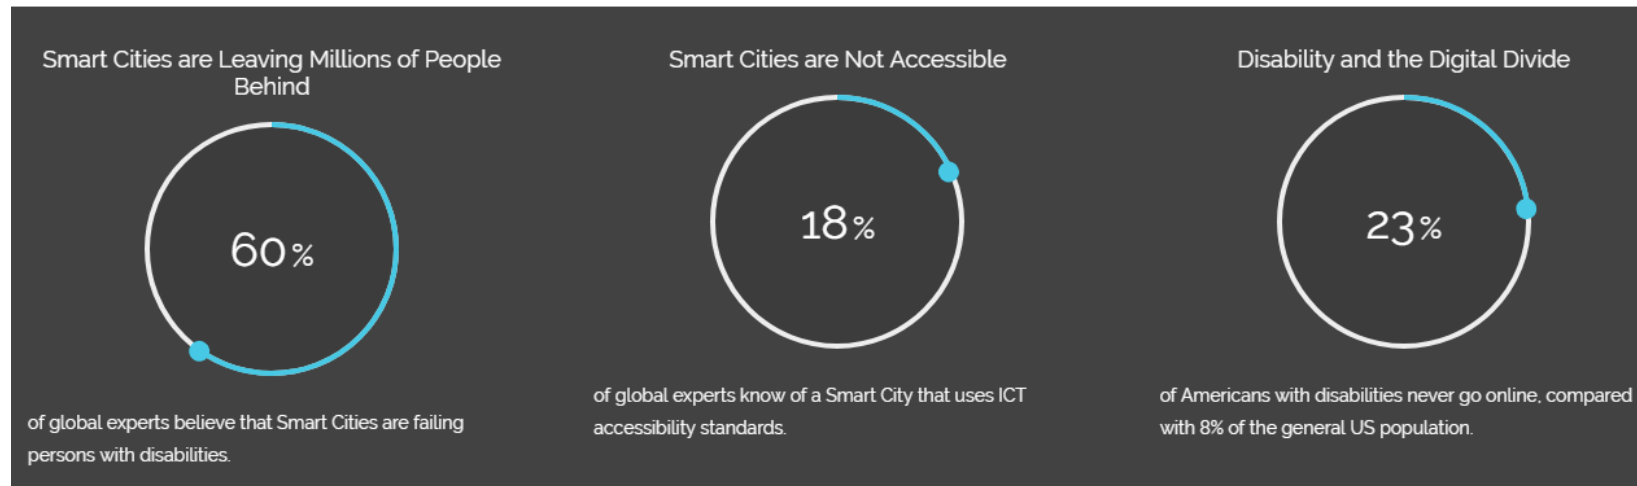 Smart Cities are Leaving Millions of People
Behind
60%
of global experts believe that Smart Cities are failing
persons with disabilities.
Smart Cities are Not Accessible
18%
of global experts know of a Smart City that uses ICT
accessibility standards.
Disability and the Digital Divide
23%
of Americans with disabilities never go online, compared
with 8% of the general US population.